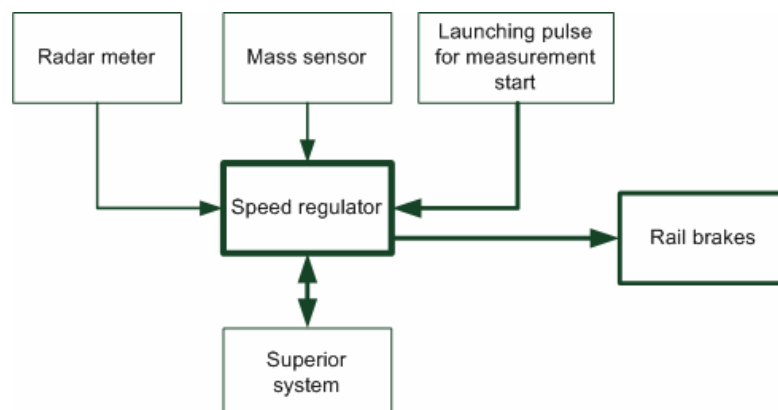 Radar meter
Mass sensor
Launching pulse
for measurement
start
Speed regulator
Rail brakes
Superior
system